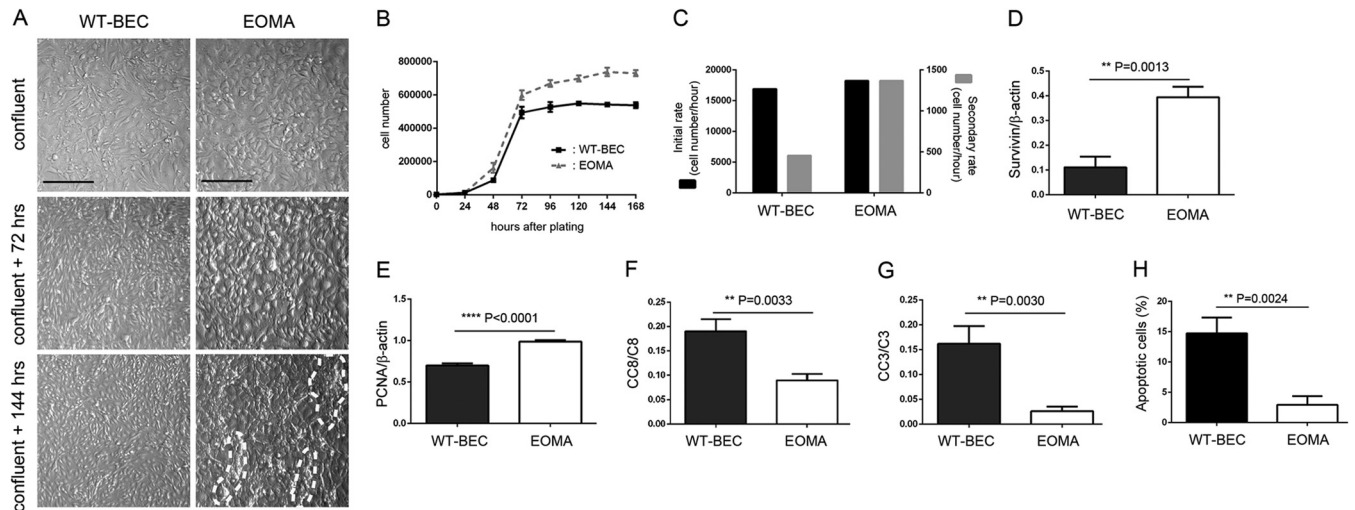 A
WT-BEC
EOMA
confluent
confluent + 72 hrs
confluent + 144 hrs
B
cell number
800000
600000
400000
200000
0
: WT-BEC
: EOMA
0 24 48 72 96 120 144 168
hours after plating
C
Initial rate
(cell number/hour)
20000
15000
10000
5000
0
1500
1000
500
0
Secondary rate
(cell number/hour)
WT-BEC
EOMA
D
Survivin/β-actin
** P=0.0013
0.5
0.4
0.3
0.2
0.1
0.0
WT-BEC
EOMA
E
PCNA/β-actin
**** P<0.0001
1.5
1.0
0.5
0.0
WT-BEC
EOMA
F
CC8/C8
** P=0.0033
0.25
0.20
0.15
0.10
0.05
0.00
WT-BEC
EOMA
G
CC3/C3
** P=0.0030
0.25
0.20
0.15
0.10
0.05
0.00
WT-BEC
EOMA
H
Apoptotic cells (%)
** P=0.0024
20
15
10
5
0
WT-BEC
EOMA